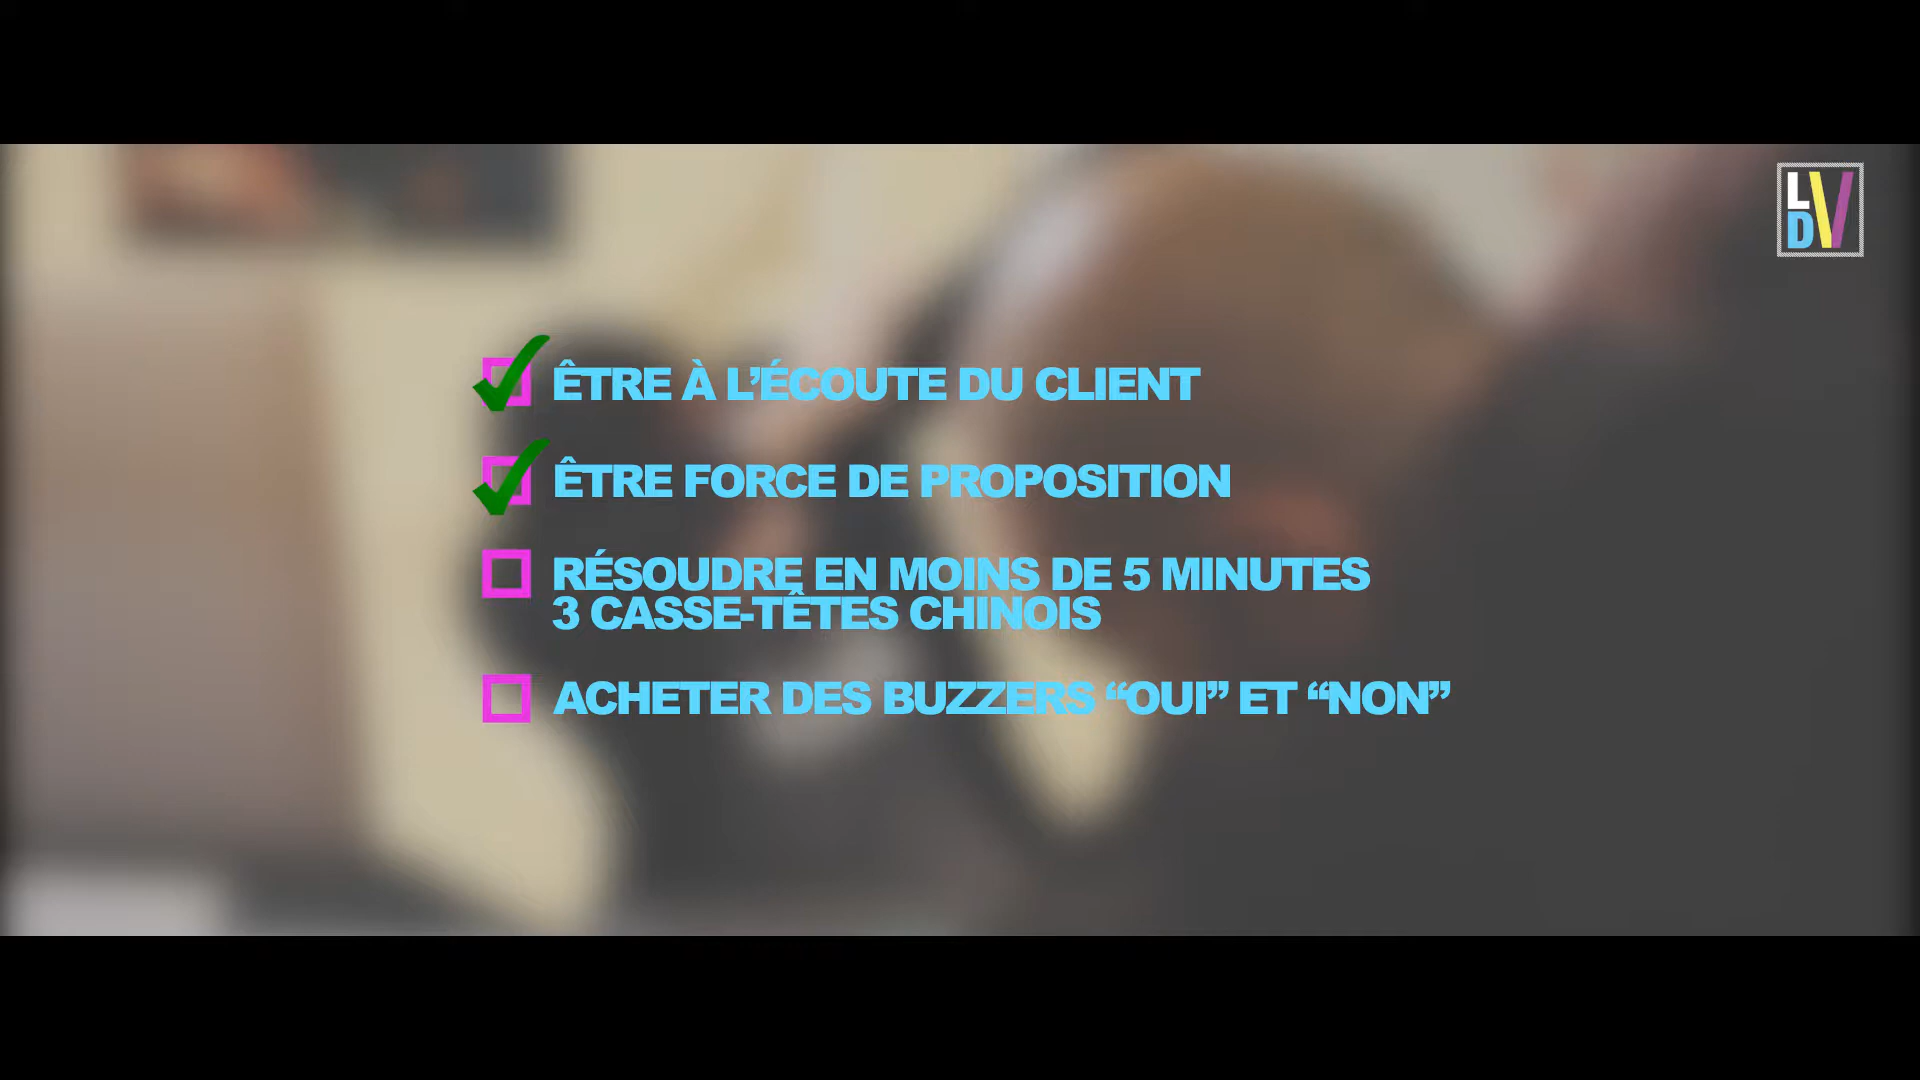 L
DV
ÊTRE À L’ÉCOUTE DU CLIENT
ÊTRE FORCE DE PROPOSITION
RÉSOUDRE EN MOINS DE 5 MINUTES
3 CASSE-TÊTES CHINOIS
ACHETER DES BUZZERS “OUI” ET “NON”